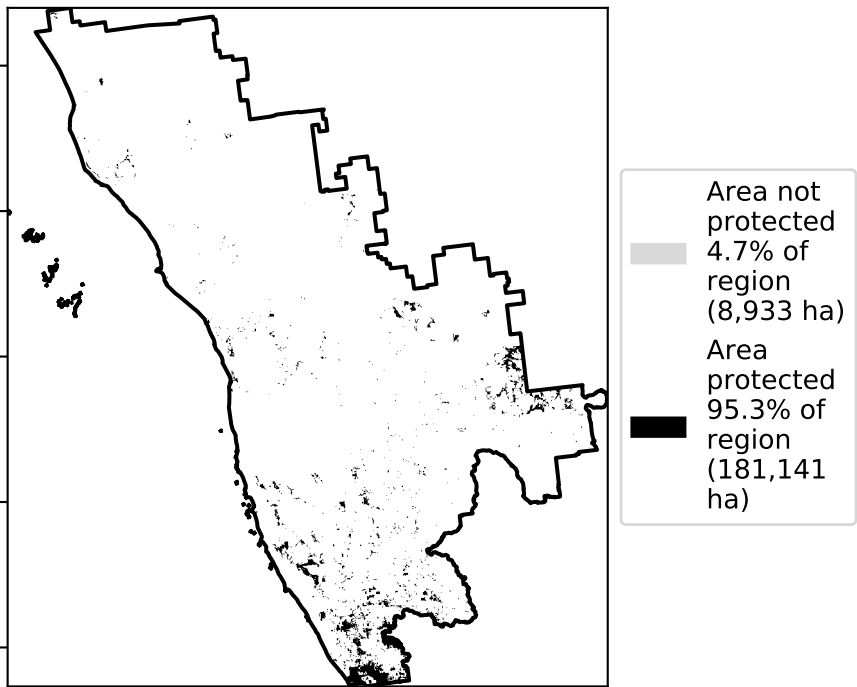 Area not
protected
4.7% of
region
(8,933 ha)
Area
protected
95.3% of
region
(181,141
ha)